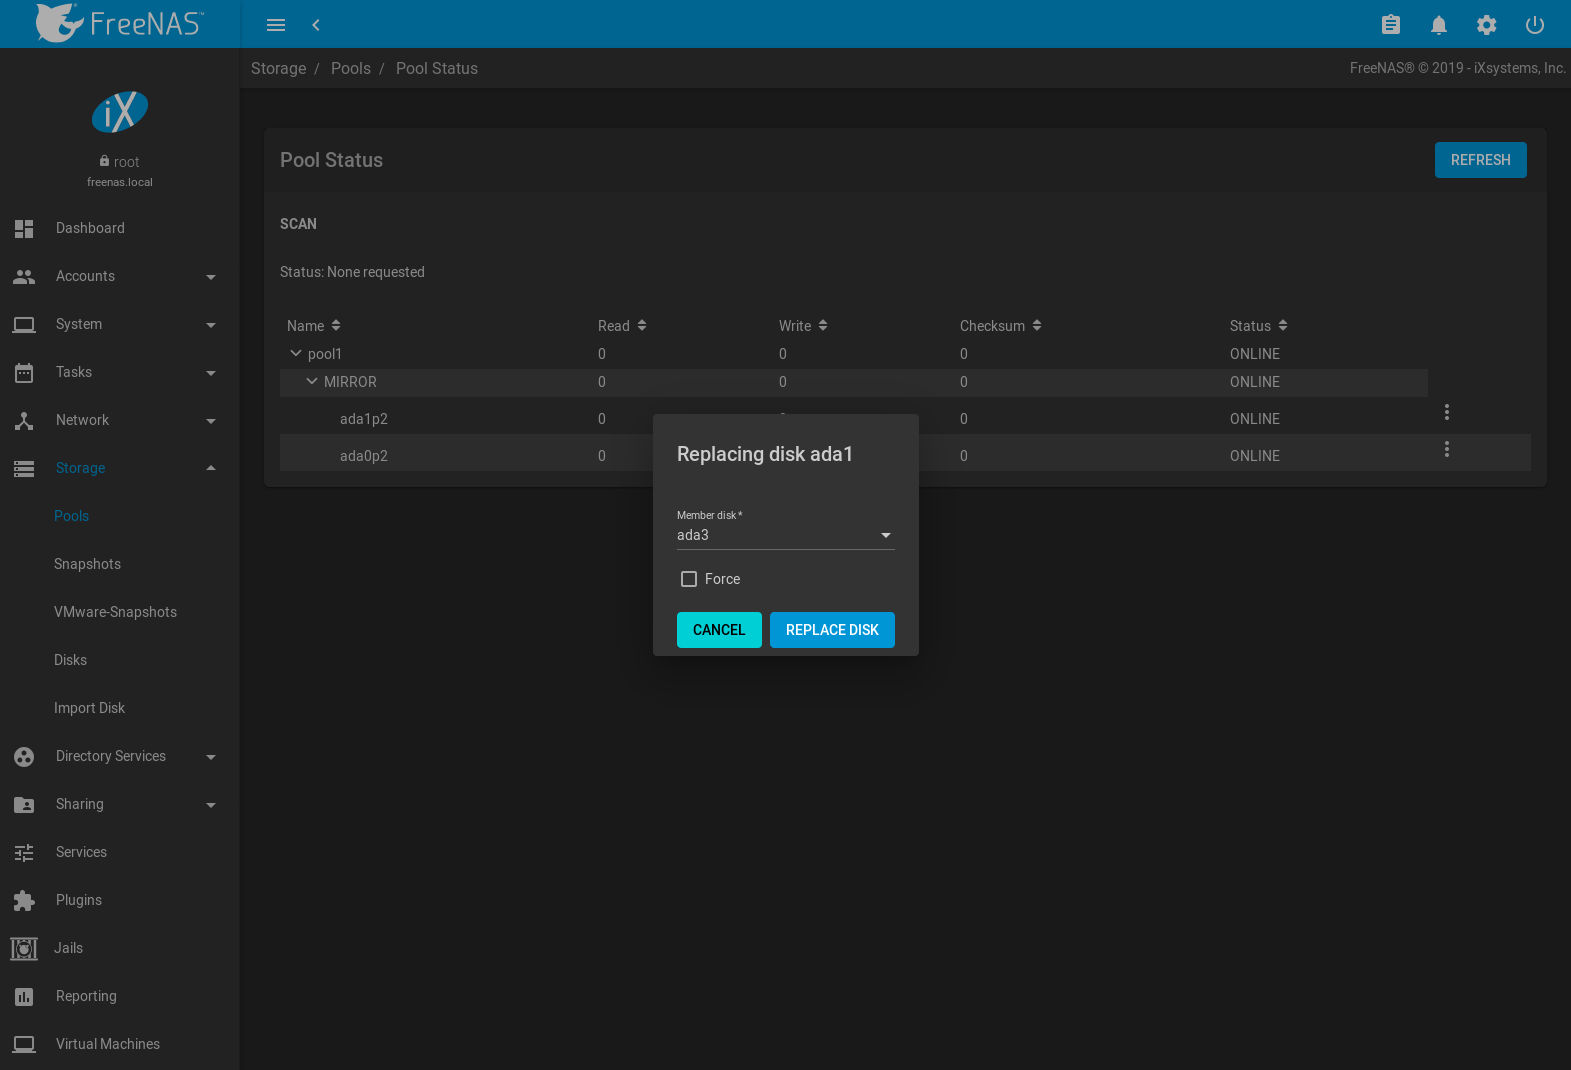 FreeNAS™
Storage / Pools / Pool Status
FreeNAS® © 2019 - iXsystems, Inc.
iX
root
freenas.local
Dashboard
Accounts
System
Tasks
Network
Storage
Pools
Snapshots
VMware-Snapshots
Disks
Import Disk
Directory Services
Sharing
Services
Plugins
Jails
Reporting
Virtual Machines
Pool Status
REFRESH
SCAN
Status: None requested
Name Read Write Checksum Status
pool1 0 0 0 ONLINE
MIRROR 0 0 0 ONLINE
ada1p2 0 0 ONLINE
ada0p2 0 0 ONLINE
Replacing disk ada1
Member disk *
ada3
Force
CANCEL REPLACE DISK